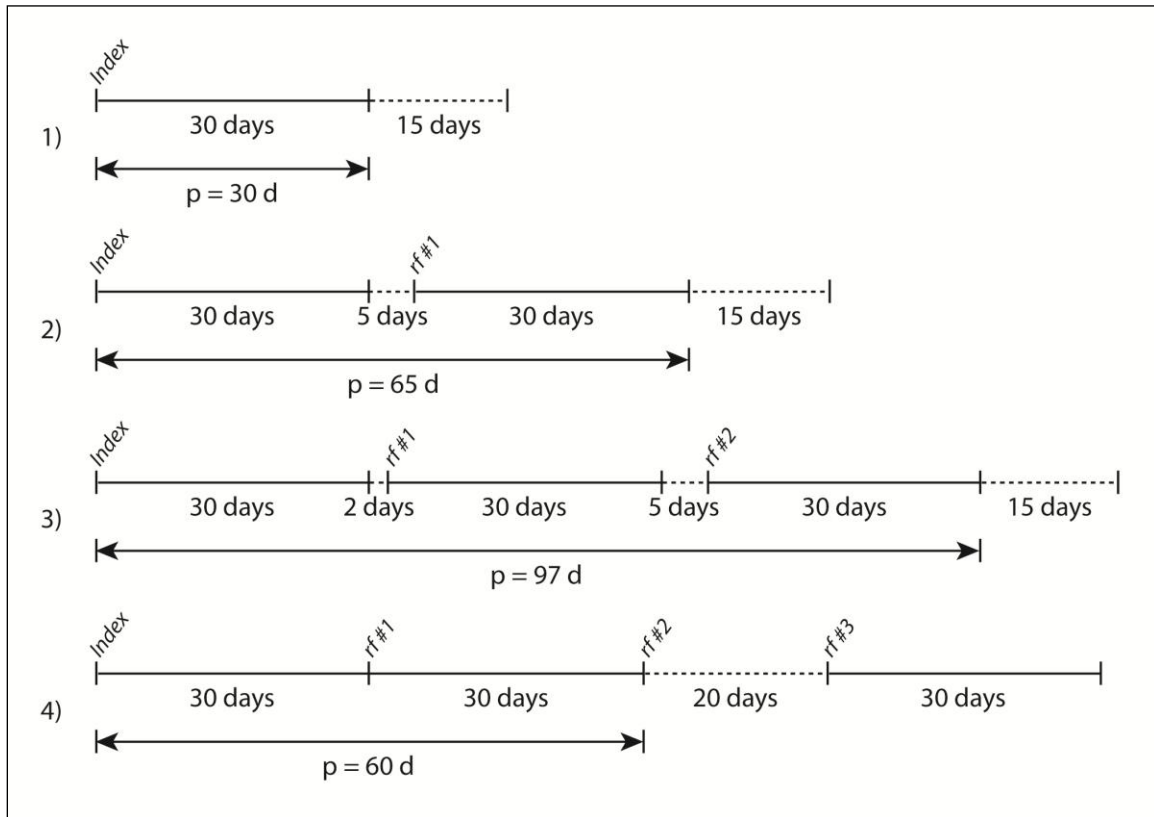 Index
30 days 15 days
1)
p = 30 d
Index rf #1
30 days 5 days 30 days 15 days
2)
p = 65 d
Index rf #1 rf #2
30 days 2 days 30 days 5 days 30 days 15 days
3)
p = 97 d
Index rf #1 rf #2 rf #3
30 days 30 days 20 days 30 days
4)
p = 60 d